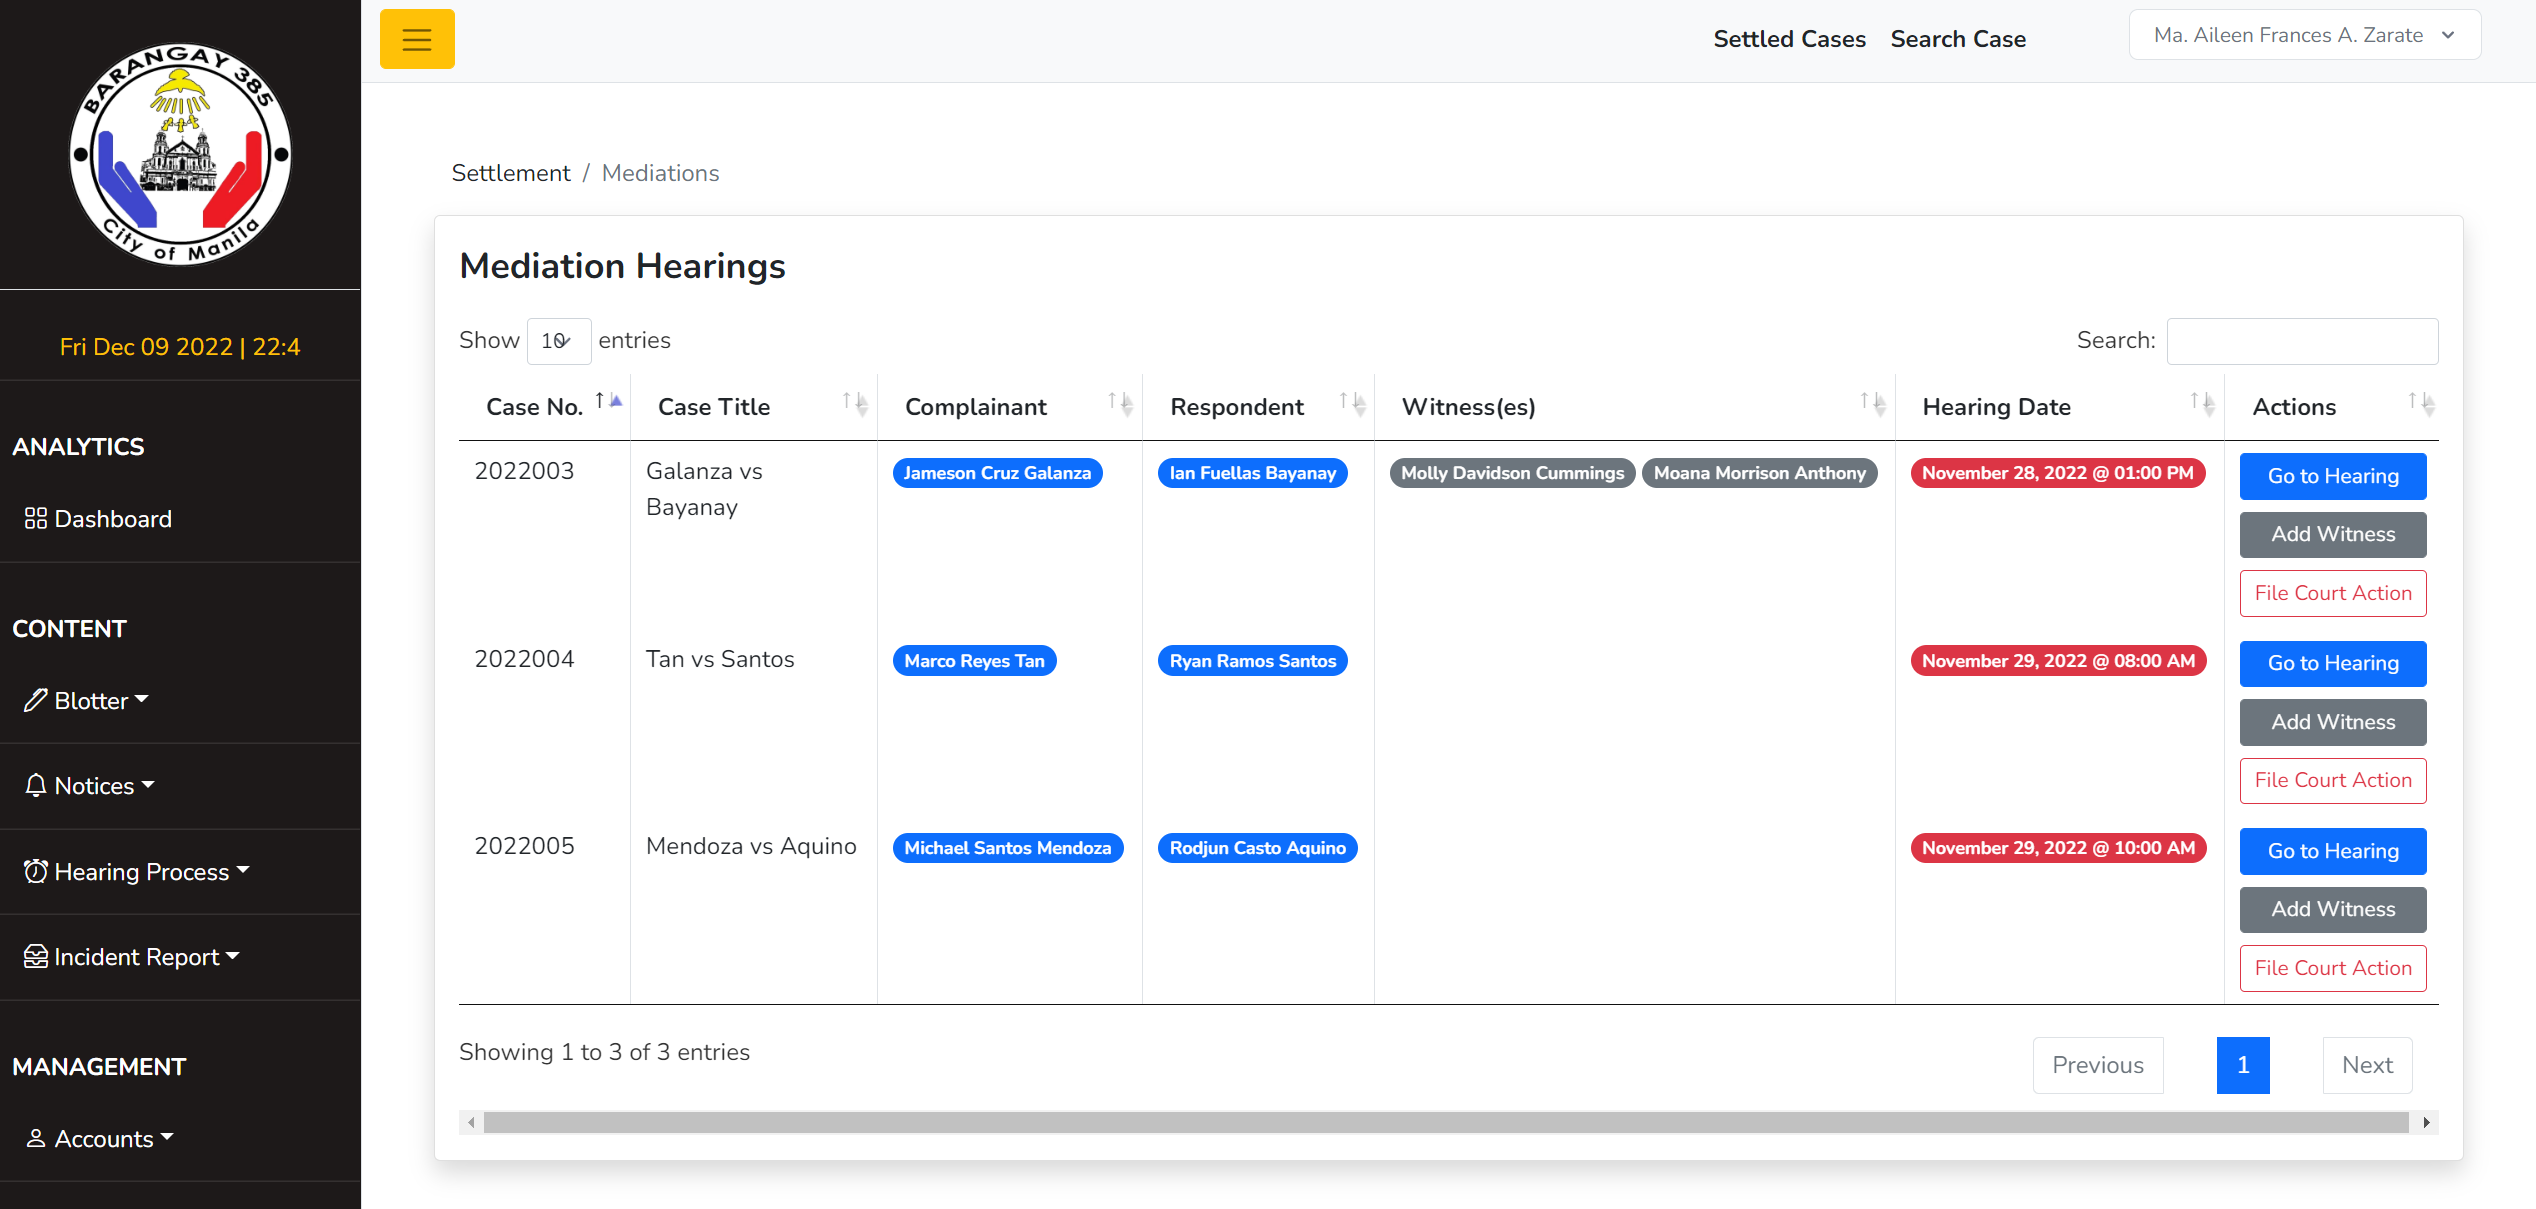 BARANGAY 385
City of Manila
Fri Dec 09 2022 | 22:4
ANALYTICS
Dashboard
CONTENT
Blotter
Notices
Hearing Process
Incident Report
MANAGEMENT
Accounts
Settled Cases Search Case Ma. Aileen Frances A. Zarate
Settlement / Mediations
Mediation Hearings
Show 10 entries Search:
Case No. Case Title Complainant Respondent Witness(es) Hearing Date Actions
2022003 Galanza vs Jameson Cruz Galanza Ian Fuellas Bayanay Molly Davidson Cummings Moana Morrison Anthony November 28, 2022 @ 01:00 PM Go to Hearing
Bayanay
Add Witness
File Court Action
2022004 Tan vs Santos Marco Reyes Tan Ryan Ramos Santos November 29, 2022 @ 08:00 AM Go to Hearing
Add Witness
File Court Action
2022005 Mendoza vs Aquino Michael Santos Mendoza Rodjun Casto Aquino November 29, 2022 @ 10:00 AM Go to Hearing
Add Witness
File Court Action
Showing 1 to 3 of 3 entries Previous 1 Next